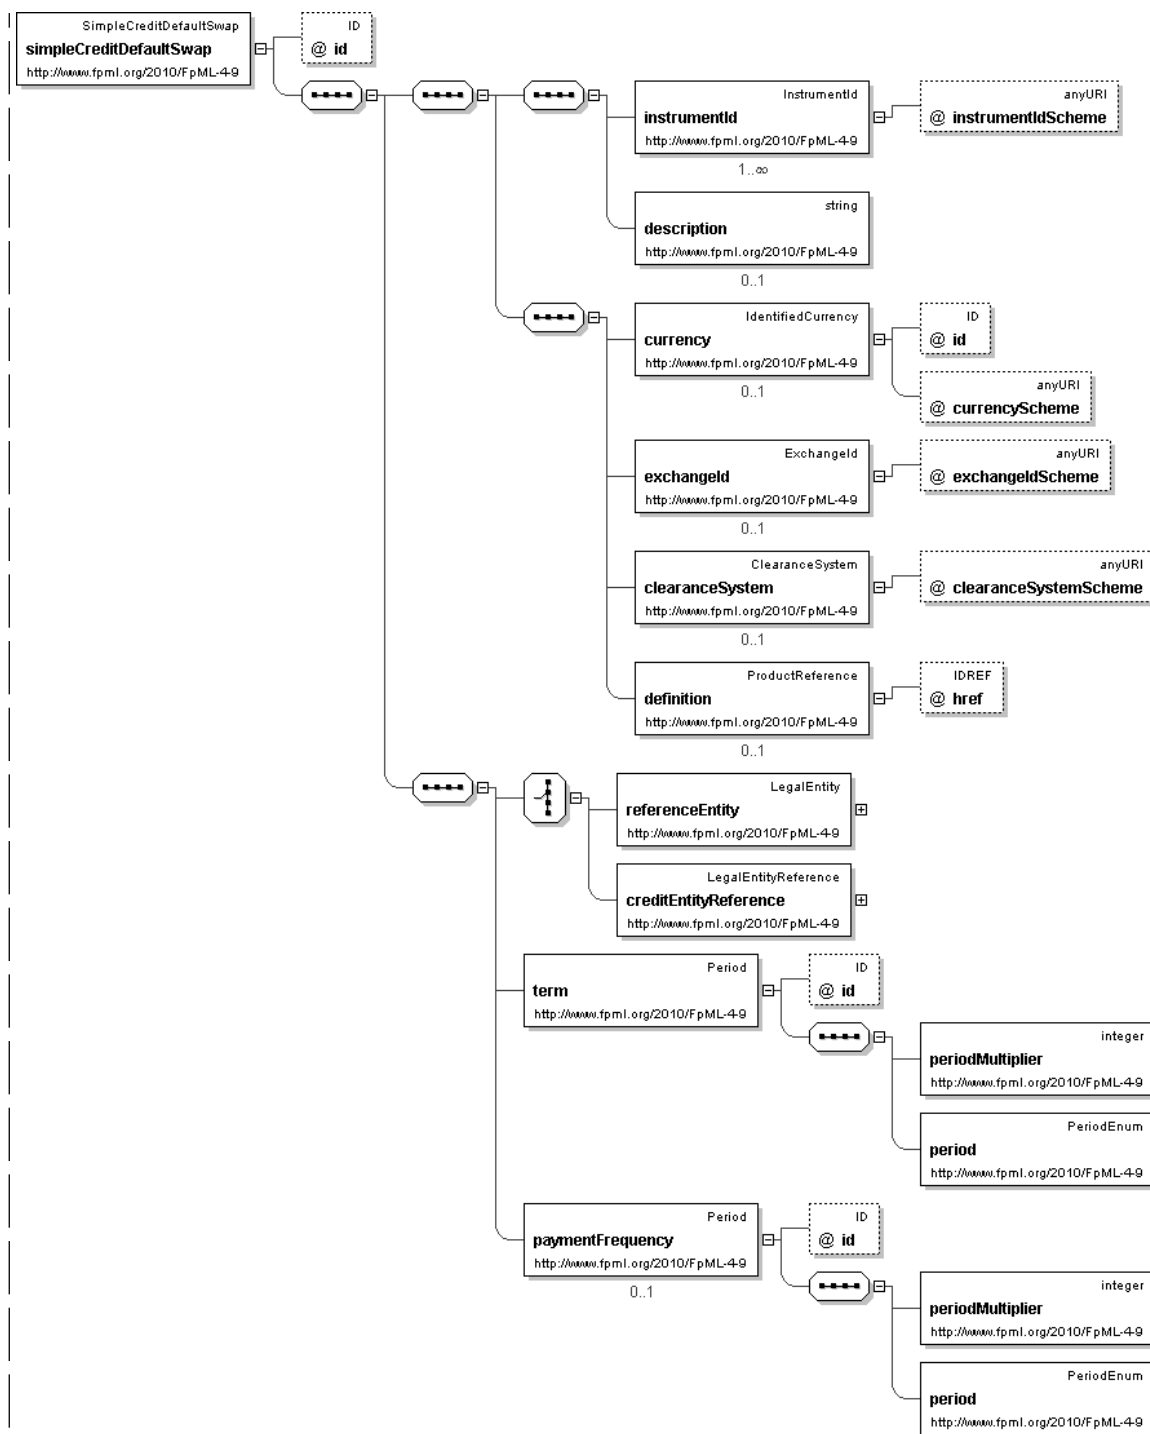 SimpleCreditDefaultSwap
simpleCreditDefaultSwap
http://www.fpml.org/2010/FpML-4-9
ID
@ id
InstrumentId
instrumentId
http://www.fpml.org/2010/FpML-4-9
1..∞
anyURI
@ instrumentIdScheme
string
description
http://www.fpml.org/2010/FpML-4-9
0..1
IdentifiedCurrency
currency
http://www.fpml.org/2010/FpML-4-9
0..1
ID
@ id
anyURI
@ currencyScheme
ExchangeId
exchangeId
http://www.fpml.org/2010/FpML-4-9
0..1
anyURI
@ exchangeIdScheme
ClearanceSystem
clearanceSystem
http://www.fpml.org/2010/FpML-4-9
0..1
anyURI
@ clearanceSystemScheme
ProductReference
definition
http://www.fpml.org/2010/FpML-4-9
0..1
IDREF
@ href
LegalEntity
referenceEntity
http://www.fpml.org/2010/FpML-4-9
LegalEntityReference
creditEntityReference
http://www.fpml.org/2010/FpML-4-9
Period
term
http://www.fpml.org/2010/FpML-4-9
ID
@ id
integer
periodMultiplier
http://www.fpml.org/2010/FpML-4-9
PeriodEnum
period
http://www.fpml.org/2010/FpML-4-9
Period
paymentFrequency
http://www.fpml.org/2010/FpML-4-9
0..1
ID
@ id
integer
periodMultiplier
http://www.fpml.org/2010/FpML-4-9
PeriodEnum
period
http://www.fpml.org/2010/FpML-4-9